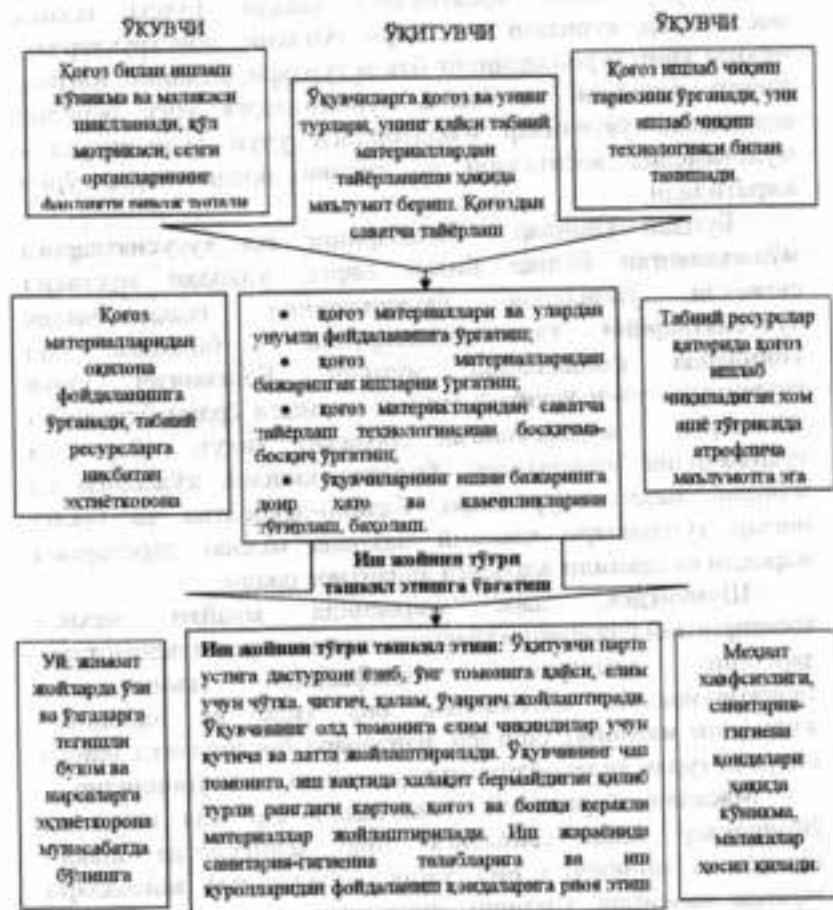 ЎҚУВЧИ
ЎҚИТУВЧИ
ЎҚУВЧИ
Қоғоз билан ишлаш
кўникма ва малакаси
шаклланади, қўл
мотрикаси, сезги
органларининг
фаолияти ривож топади
Ўқувчиларга қоғоз ва унинг
турлари, унинг қайси табиий
материаллардан
тайёрланиши ҳақида
маълумот бериш. Қоғоздан
саватча тайёрлаш
Қоғоз ишлаб чиқиш
тарихини ўрганади, уни
ишлаб чиқиш
технологияси билан
танишади.
Қоғоз
материалларидан
оқилона
фойдаланишга
ўрганади, табиий
ресурсларга
нисбатан
эҳтиёткорона
• қоғоз материаллари ва улардан
унумли фойдаланишга ўргатиш;
• қоғоз материалларидан
бажарилган ишларни ўргатиш;
• қоғоз материалларидан саватча
тайёрлаш технологиясини босқичма-
босқич ўргатиш;
• ўқувчиларнинг ишни бажаришга
доир хато ва камчиликларини
тўғрилаш, баҳолаш.
Табиий ресурслар
қаторида қоғоз
ишлаб
чиқиладиган хом
ашё тўғрисида
атрофлича
маълумотга эга
Иш жойини тўғри
ташкил этишга ўргатиш
Уй, жамоат
жойларда ўзи
ва ўзгаларга
тегишли
буюм ва
нарсаларга
эҳтиёткорона
муносабатда
бўлишга
Иш жойини тўғри ташкил этиш: Ўқитувчи парта
устига дастурхон ёзиб, ўнг томонига қайчи, елим
учун чўтка, чизғич, қалам, ўчирғич жойлаштиради.
Ўқувчининг олд томонига елим чиқиндилар учун
қутича ва латта жойлаштирилади. Ўқувчининг чап
томонига, иш вақтида халақит бермайдиган қилиб
турли рангдаги картон, қоғоз ва бошқа керакли
материаллар жойлаштирилади. Иш жараёнида
санитария-гигиена талабларига ва иш
қуролларидан фойдаланиш қоидаларига риоя этиш
Меҳнат
хавфсизлиги,
санитария-
гигиена
қоидалари
ҳақида
кўникма,
малакалар
ҳосил қилади.